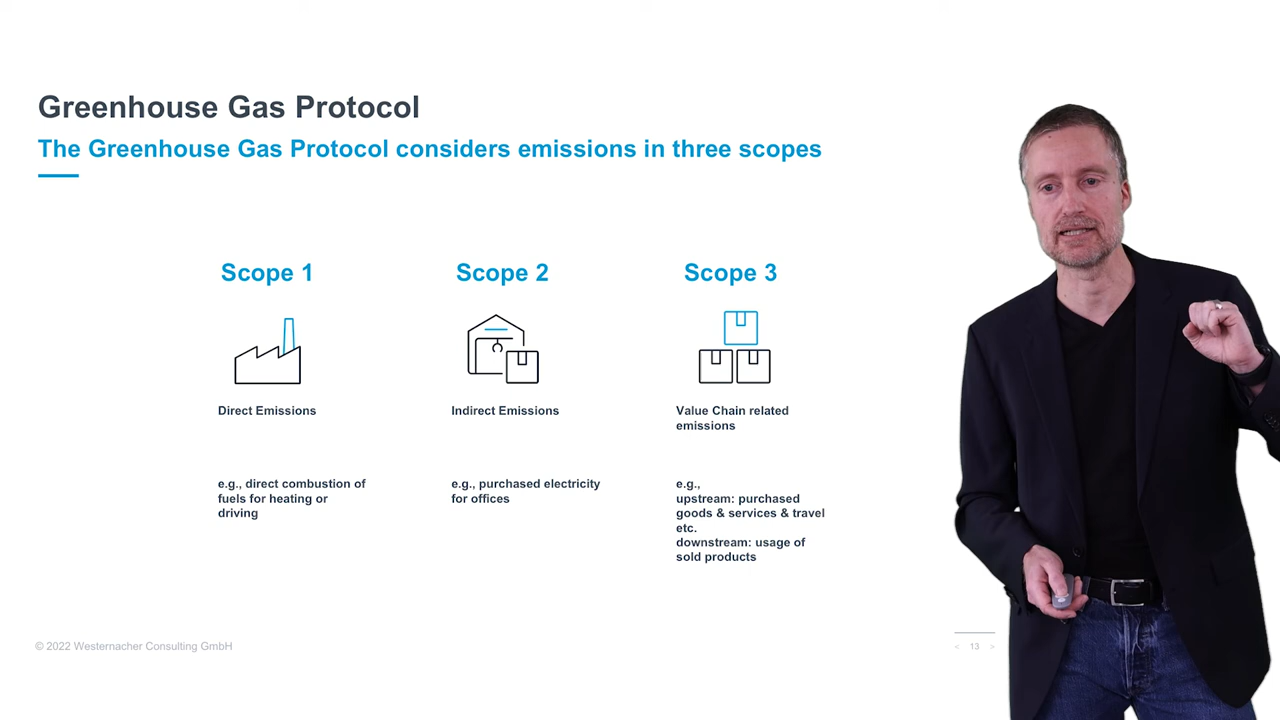 Greenhouse Gas Protocol
The Greenhouse Gas Protocol considers emissions in three scopes
Scope 1
Direct Emissions
e.g., direct combustion of
fuels for heating or
driving
Scope 2
Indirect Emissions
e.g., purchased electricity
for offices
Scope 3
Value Chain related
emissions
e.g.,
upstream: purchased
goods & services & travel
etc.
downstream: usage of
sold products
© 2022 Westernacher Consulting GmbH
< 13 >